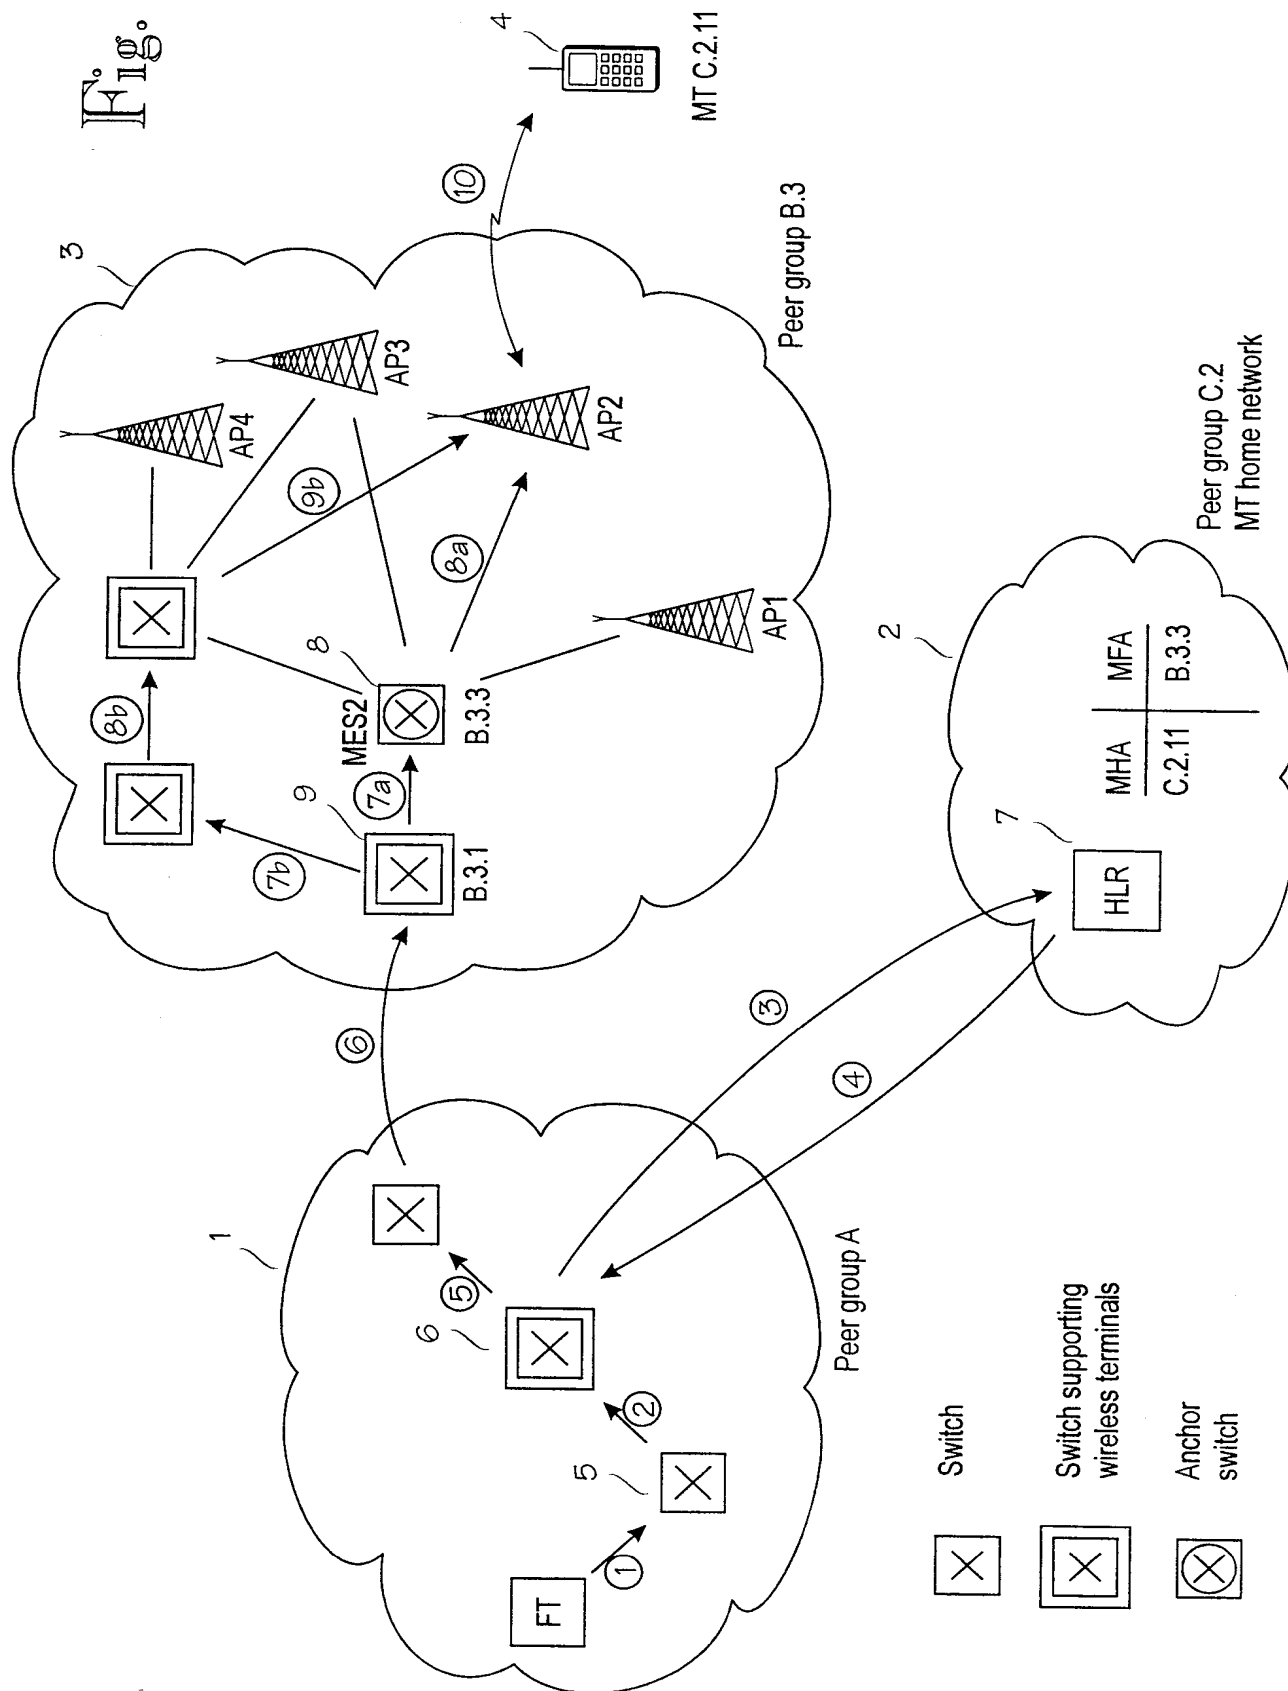 Fig.
1
FT
1
5
2
6
5
Peer group A
6
3
4
3
9
B.3.1
7b
7a
8b
MES2
8
B.3.3
9b
8a
AP4
AP3
AP2
AP1
Peer group B.3
10
4
MT C.2.11
2
7
HLR
MHA MFA
C.2.11 B.3.3
Peer group C.2
MT home network
Switch
Switch supporting
wireless terminals
Anchor
switch